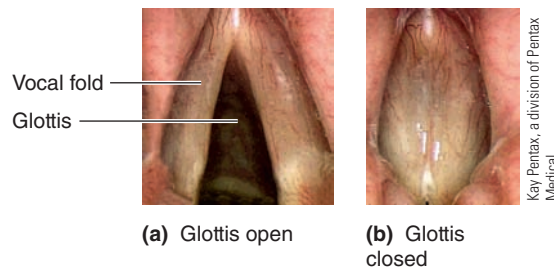 Vocal fold
Glottis
(a) Glottis open
(b) Glottis
closed
Kay Pentax, a division of Pentax
Medical